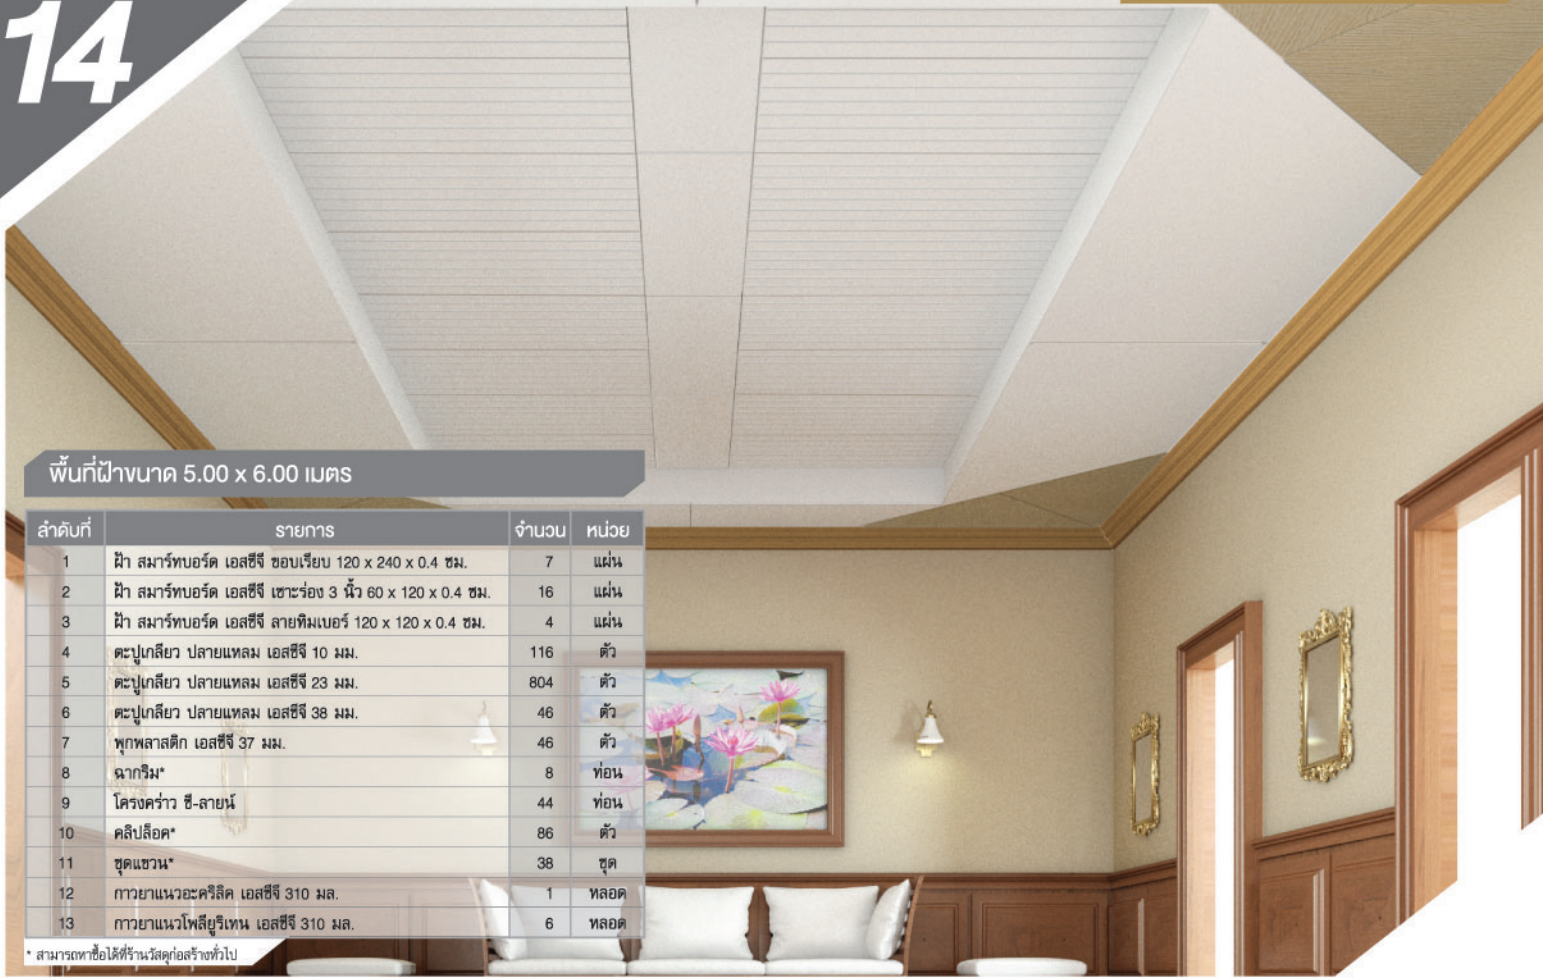 14
พื้นที่ฝ้าขนาด 5.00 x 6.00 เมตร
ลำดับที่ รายการ จำนวน หน่วย
1 ฝ้า สมาร์ทบอร์ด เอสซีจี ขอบเรียบ 120 x 240 x 0.4 ซม. 7 แผ่น
2 ฝ้า สมาร์ทบอร์ด เอสซีจี เซาะร่อง 3 นิ้ว 60 x 120 x 0.4 ซม. 16 แผ่น
3 ฝ้า สมาร์ทบอร์ด เอสซีจี ลายทิมเบอร์ 120 x 120 x 0.4 ซม. 4 แผ่น
4 ตะปูเกลียว ปลายแหลม เอสซีจี 10 มม. 116 ตัว
5 ตะปูเกลียว ปลายแหลม เอสซีจี 23 มม. 804 ตัว
6 ตะปูเกลียว ปลายแหลม เอสซีจี 38 มม. 46 ตัว
7 พุกพลาสติก เอสซีจี 37 มม. 46 ตัว
8 ฉากริม* 8 ท่อน
9 โครงคร่าว ซี-ลายน์ 44 ท่อน
10 คลิปล็อค* 86 ตัว
11 ชุดแขวน* 38 ชุด
12 กาวยาแนวอะคริลิค เอสซีจี 310 มล. 1 หลอด
13 กาวยาแนวโพลียูริเทน เอสซีจี 310 มล. 6 หลอด
* สามารถหาซื้อได้ที่ร้านวัสดุก่อสร้างทั่วไป